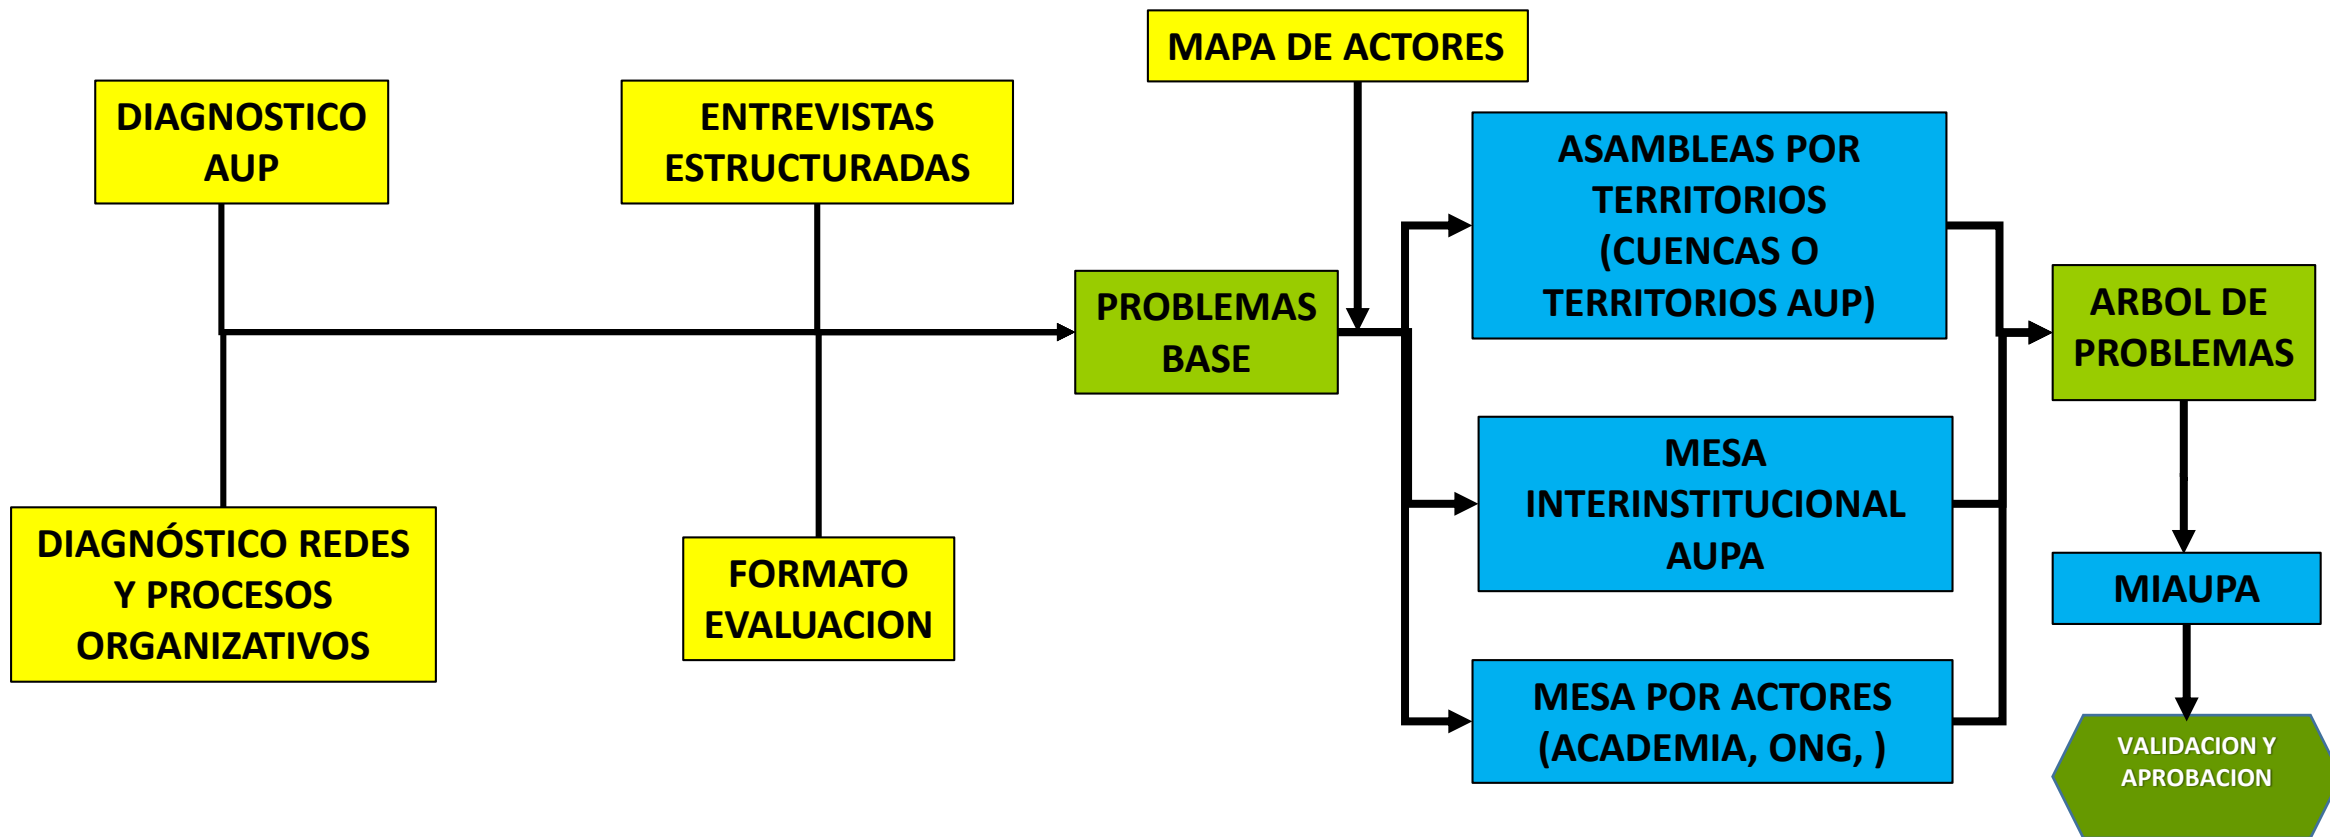 MAPA DE ACTORES
DIAGNOSTICO
AUP
ENTREVISTAS
ESTRUCTURADAS
ASAMBLEAS POR
TERRITORIOS
(CUENCAS O
TERRITORIOS AUP)
PROBLEMAS
BASE
ARBOL DE
PROBLEMAS
MESA
INTERINSTITUCIONAL
AUPA
DIAGNÓSTICO REDES
Y PROCESOS
ORGANIZATIVOS
FORMATO
EVALUACION
MIAUPA
MESA POR ACTORES
(ACADEMIA, ONG, )
VALIDACION Y
APROBACION